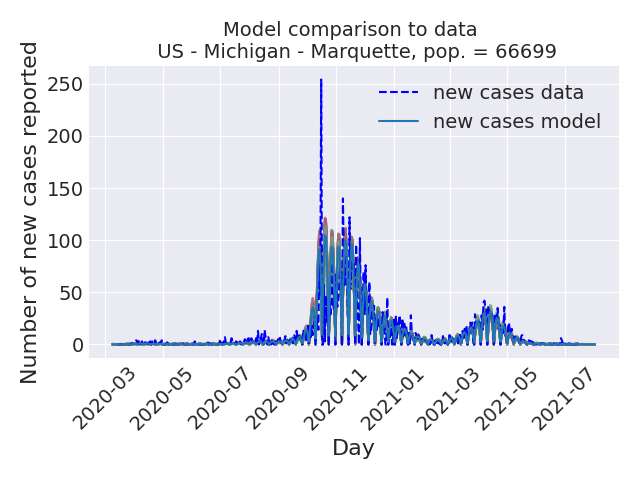 Model comparison to data
US - Michigan - Marquette, pop. = 66699
Number of new cases reported
250
200
150
100
50
0
new cases data
new cases model
2020-03
2020-05
2020-07
2020-09
2020-11
2021-01
2021-03
2021-05
2021-07
Day